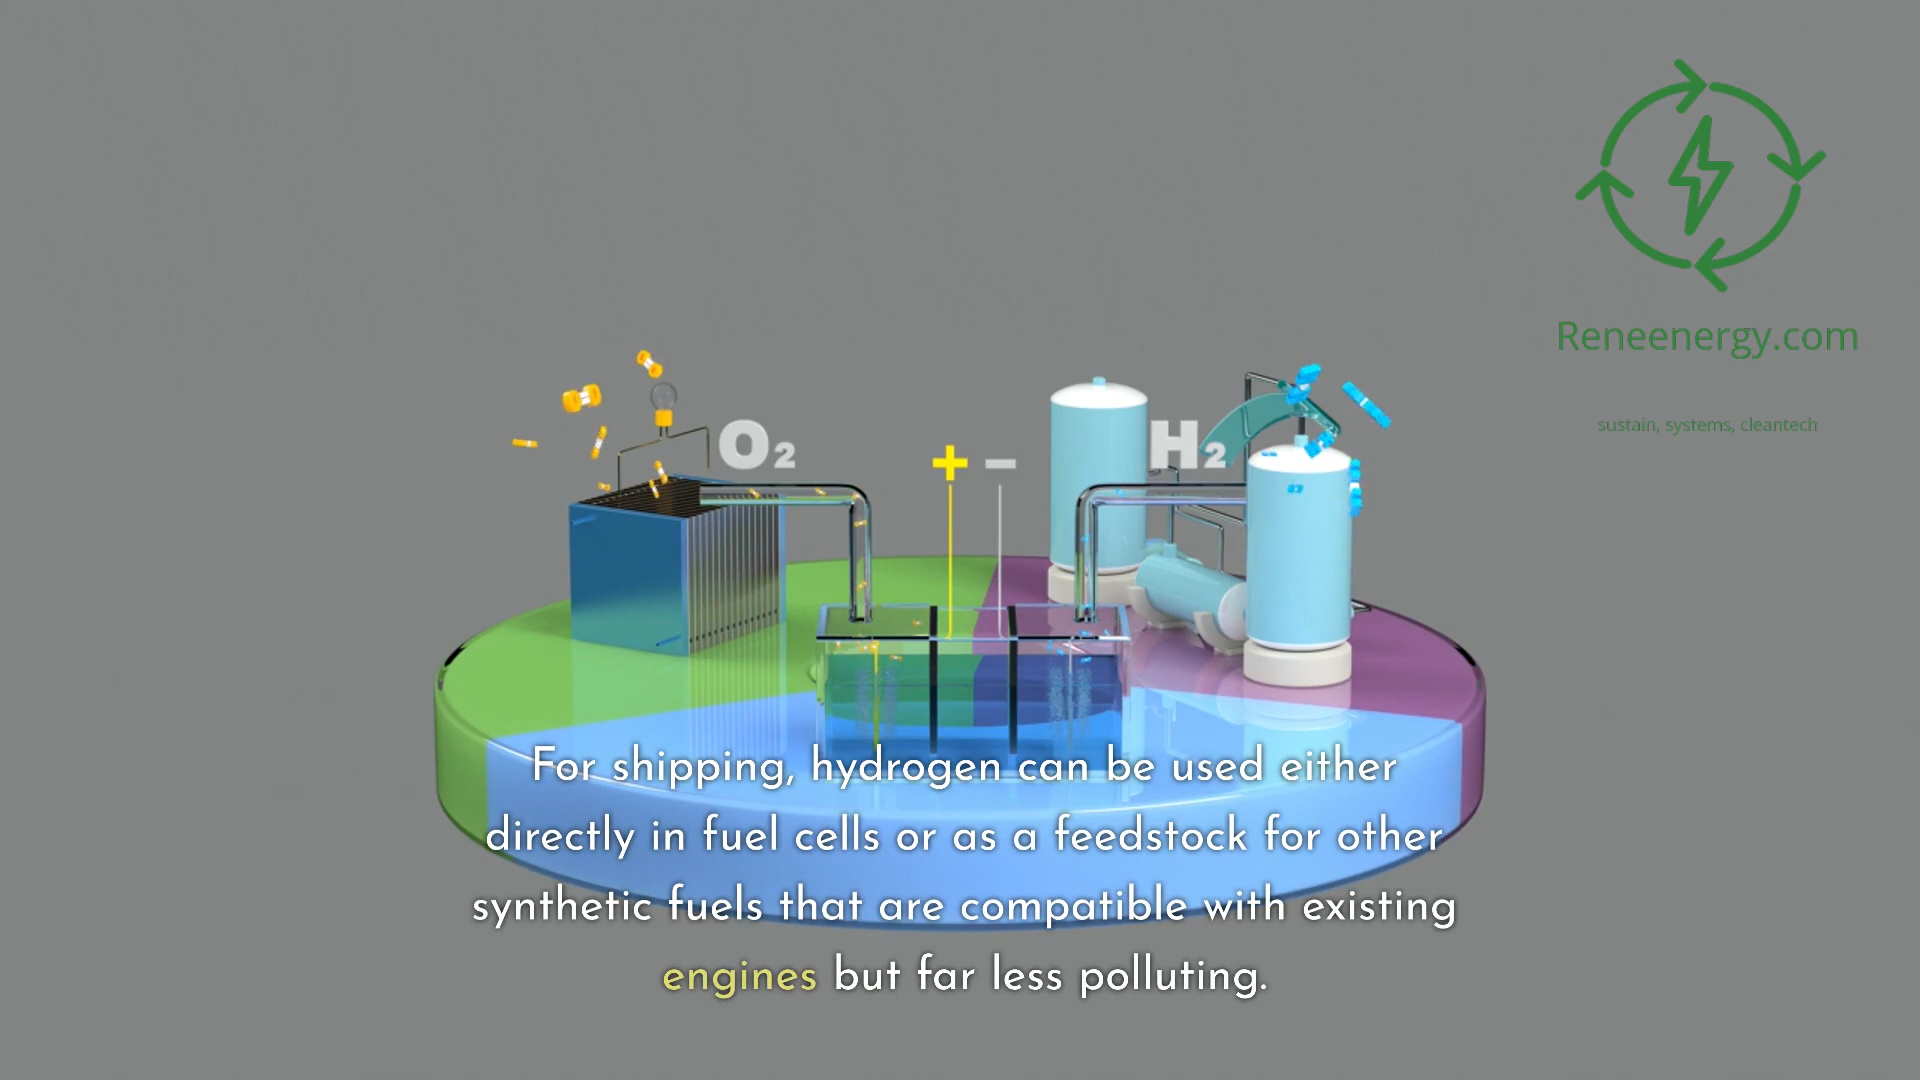 Reneenergy.com
sustain, systems, cleantech
O₂
+ −
H₂
For shipping, hydrogen can be used either
directly in fuel cells or as a feedstock for other
synthetic fuels that are compatible with existing
engines but far less polluting.